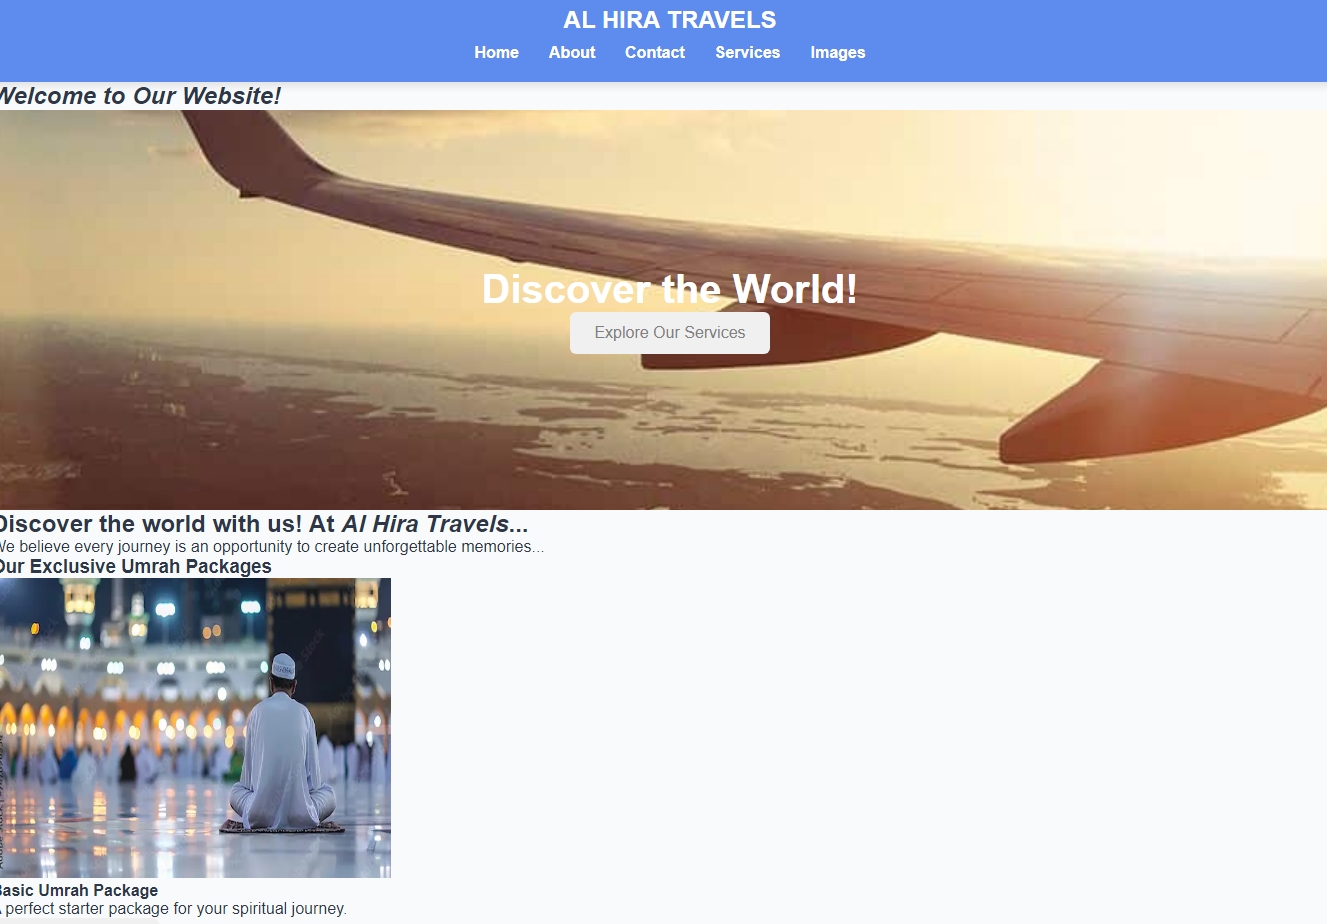 AL HIRA TRAVELS
Home About Contact Services Images
Welcome to Our Website!
Discover the World!
Explore Our Services
Discover the world with us! At Al Hira Travels...
We believe every journey is an opportunity to create unforgettable memories...
Our Exclusive Umrah Packages
Basic Umrah Package
A perfect starter package for your spiritual journey.